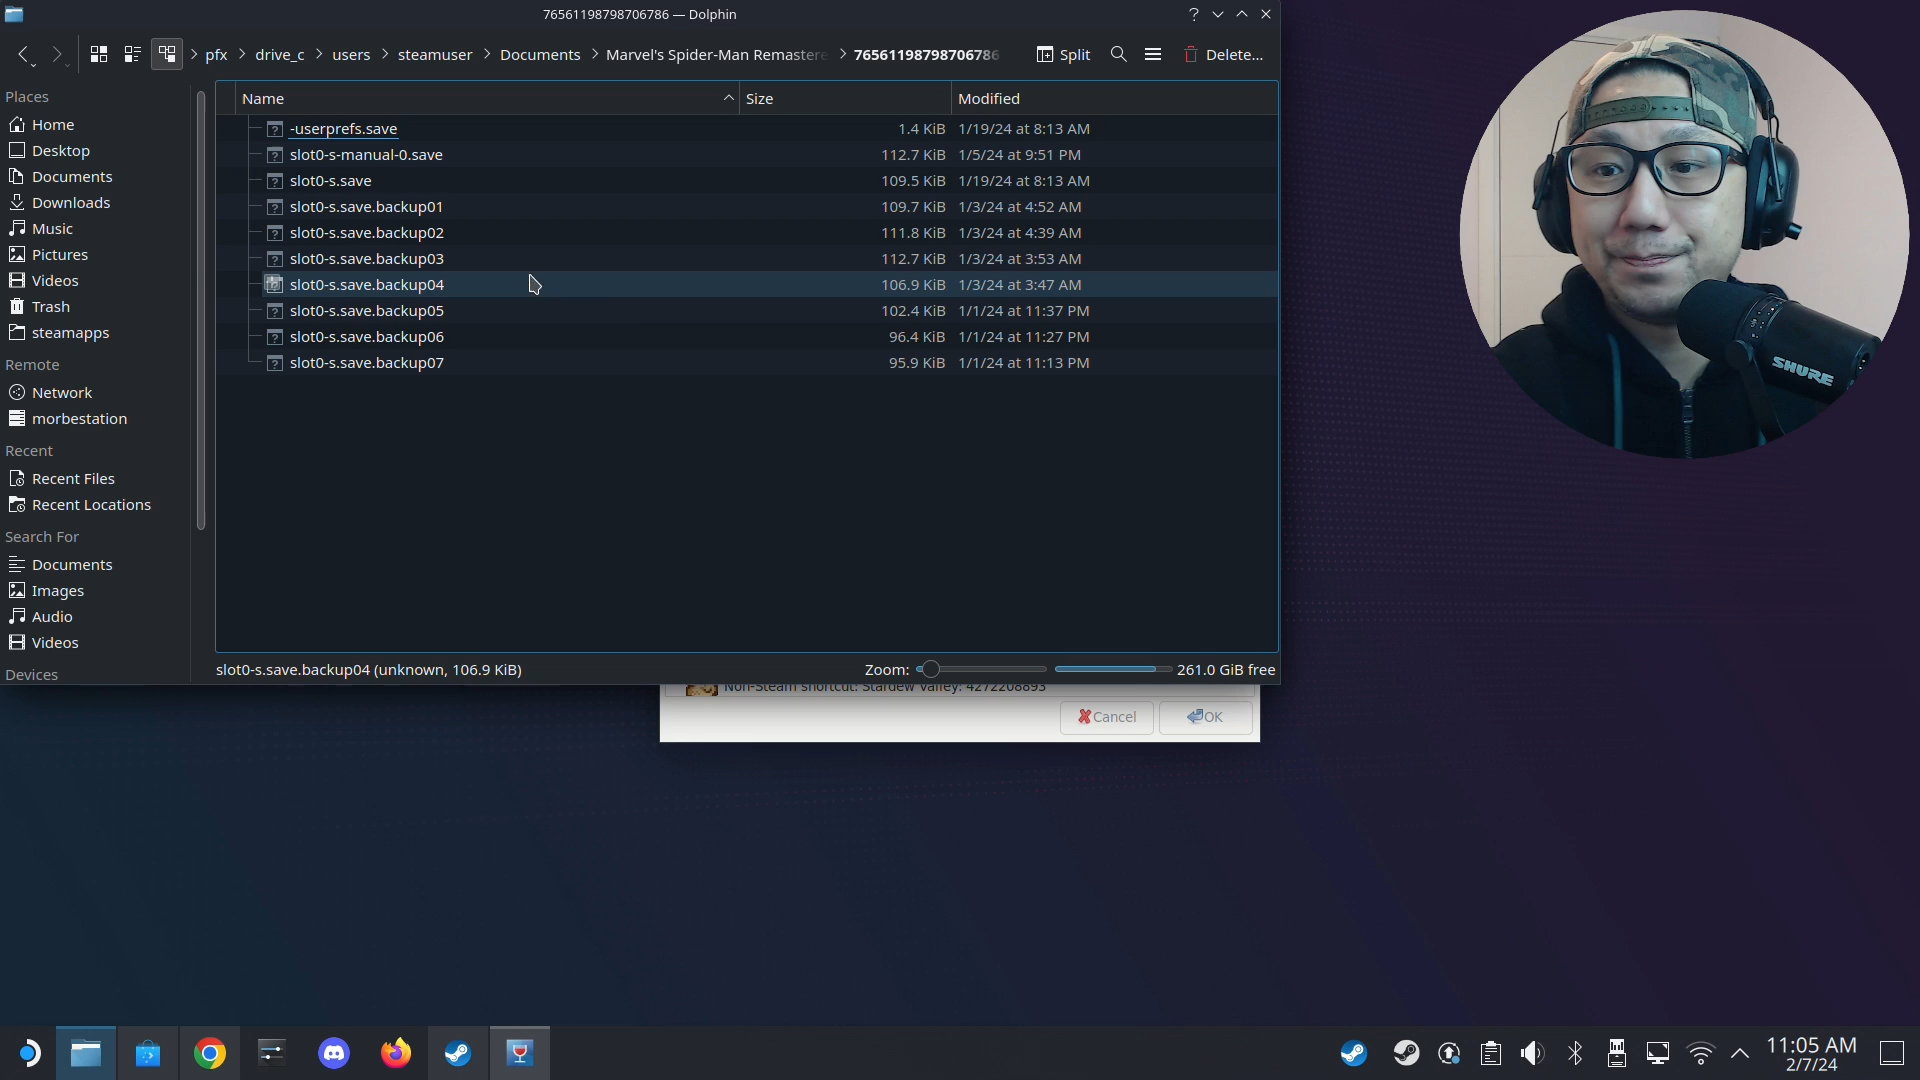 76561198798706786 — Dolphin
pfx > drive_c > users > steamuser > Documents > Marvel's Spider-Man Remastere > 76561198798706786
Split
Delete...
Places
Home
Desktop
Documents
Downloads
Music
Pictures
Videos
Trash
steamapps
Remote
Network
morbestation
Recent
Recent Files
Recent Locations
Search For
Documents
Images
Audio
Videos
Devices
Name Size Modified
-userprefs.save 1.4 KiB 1/19/24 at 8:13 AM
slot0-s-manual-0.save 112.7 KiB 1/5/24 at 9:51 PM
slot0-s.save 109.5 KiB 1/19/24 at 8:13 AM
slot0-s.save.backup01 109.7 KiB 1/3/24 at 4:52 AM
slot0-s.save.backup02 111.8 KiB 1/3/24 at 4:39 AM
slot0-s.save.backup03 112.7 KiB 1/3/24 at 3:53 AM
slot0-s.save.backup04 106.9 KiB 1/3/24 at 3:47 AM
slot0-s.save.backup05 102.4 KiB 1/1/24 at 11:37 PM
slot0-s.save.backup06 96.4 KiB 1/1/24 at 11:27 PM
slot0-s.save.backup07 95.9 KiB 1/1/24 at 11:13 PM
slot0-s.save.backup04 (unknown, 106.9 KiB)
Zoom:
261.0 GiB free
Non-Steam shortcut: Stardew Valley: 4272208893
Cancel
OK
SHURE
11:05 AM
2/7/24